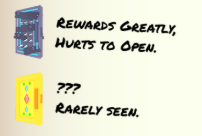 Rewards Greatly,
Hurts to Open.
???
Rarely seen.